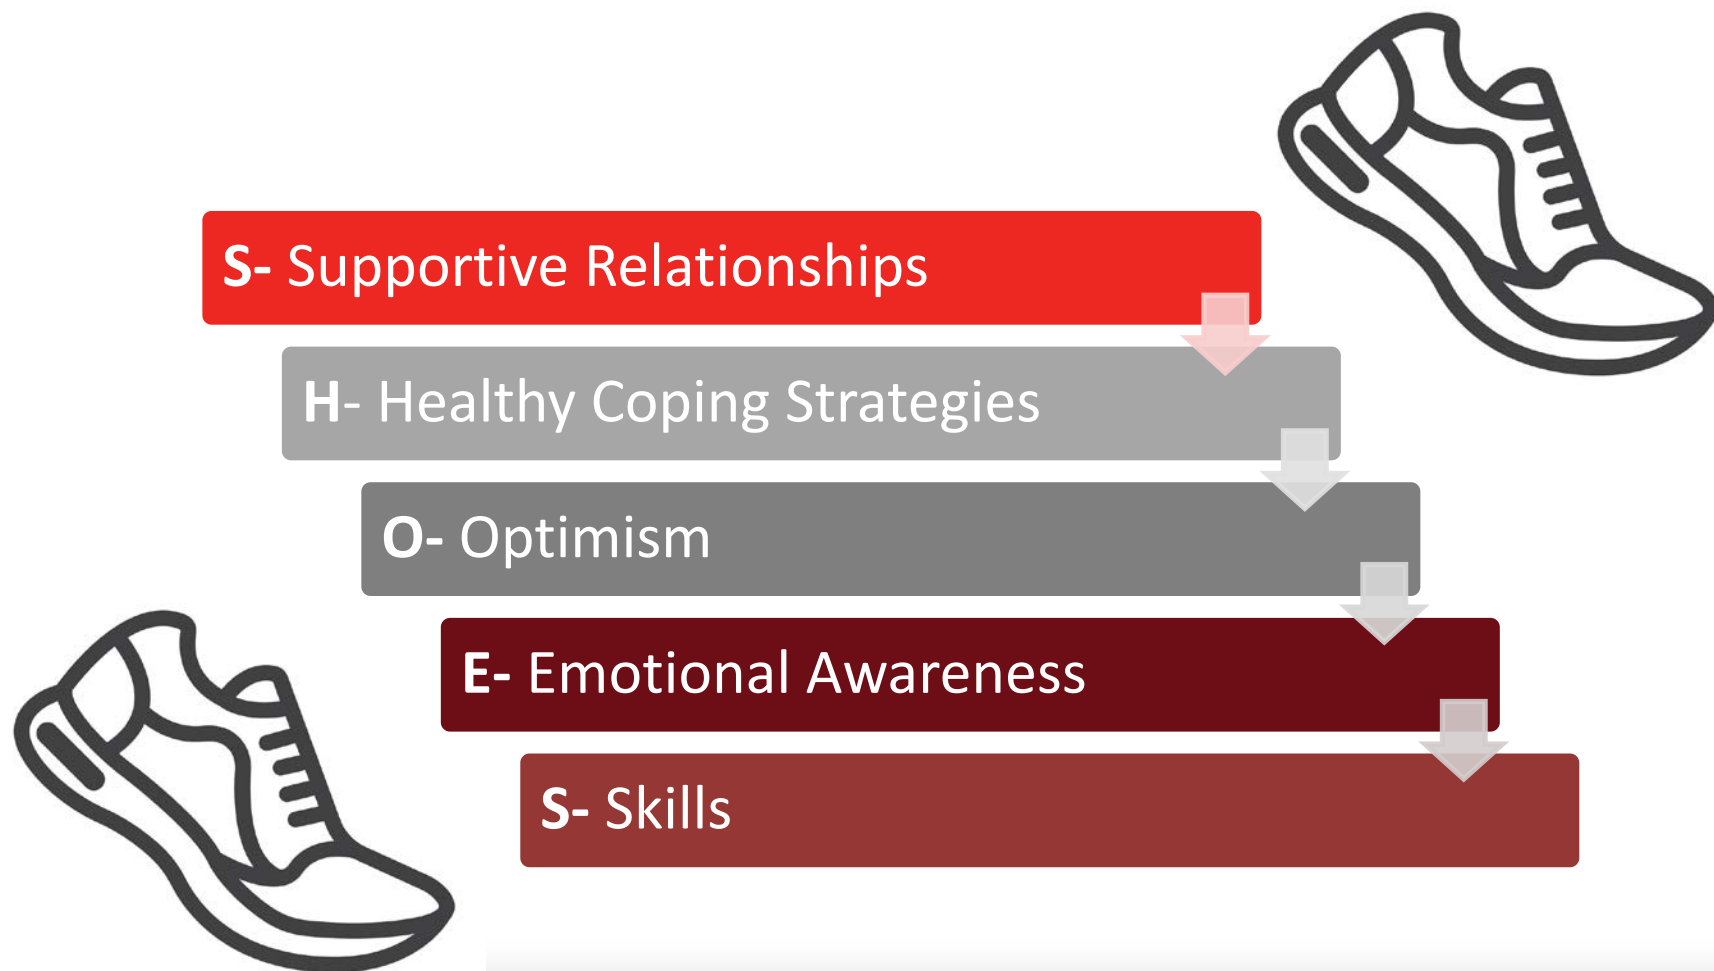 S- Supportive Relationships
H- Healthy Coping Strategies
O- Optimism
E- Emotional Awareness
S- Skills